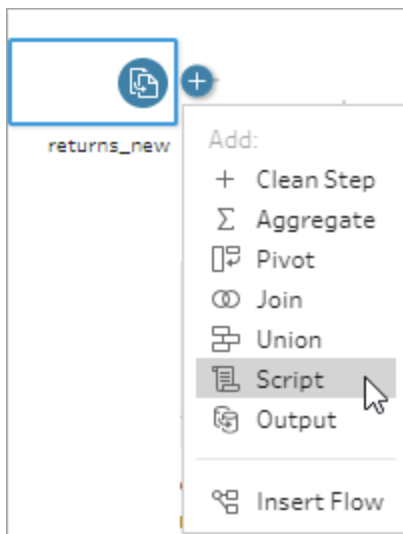 returns_new
Add:
Clean Step
Aggregate
Pivot
Join
Union
Script
Output
Insert Flow